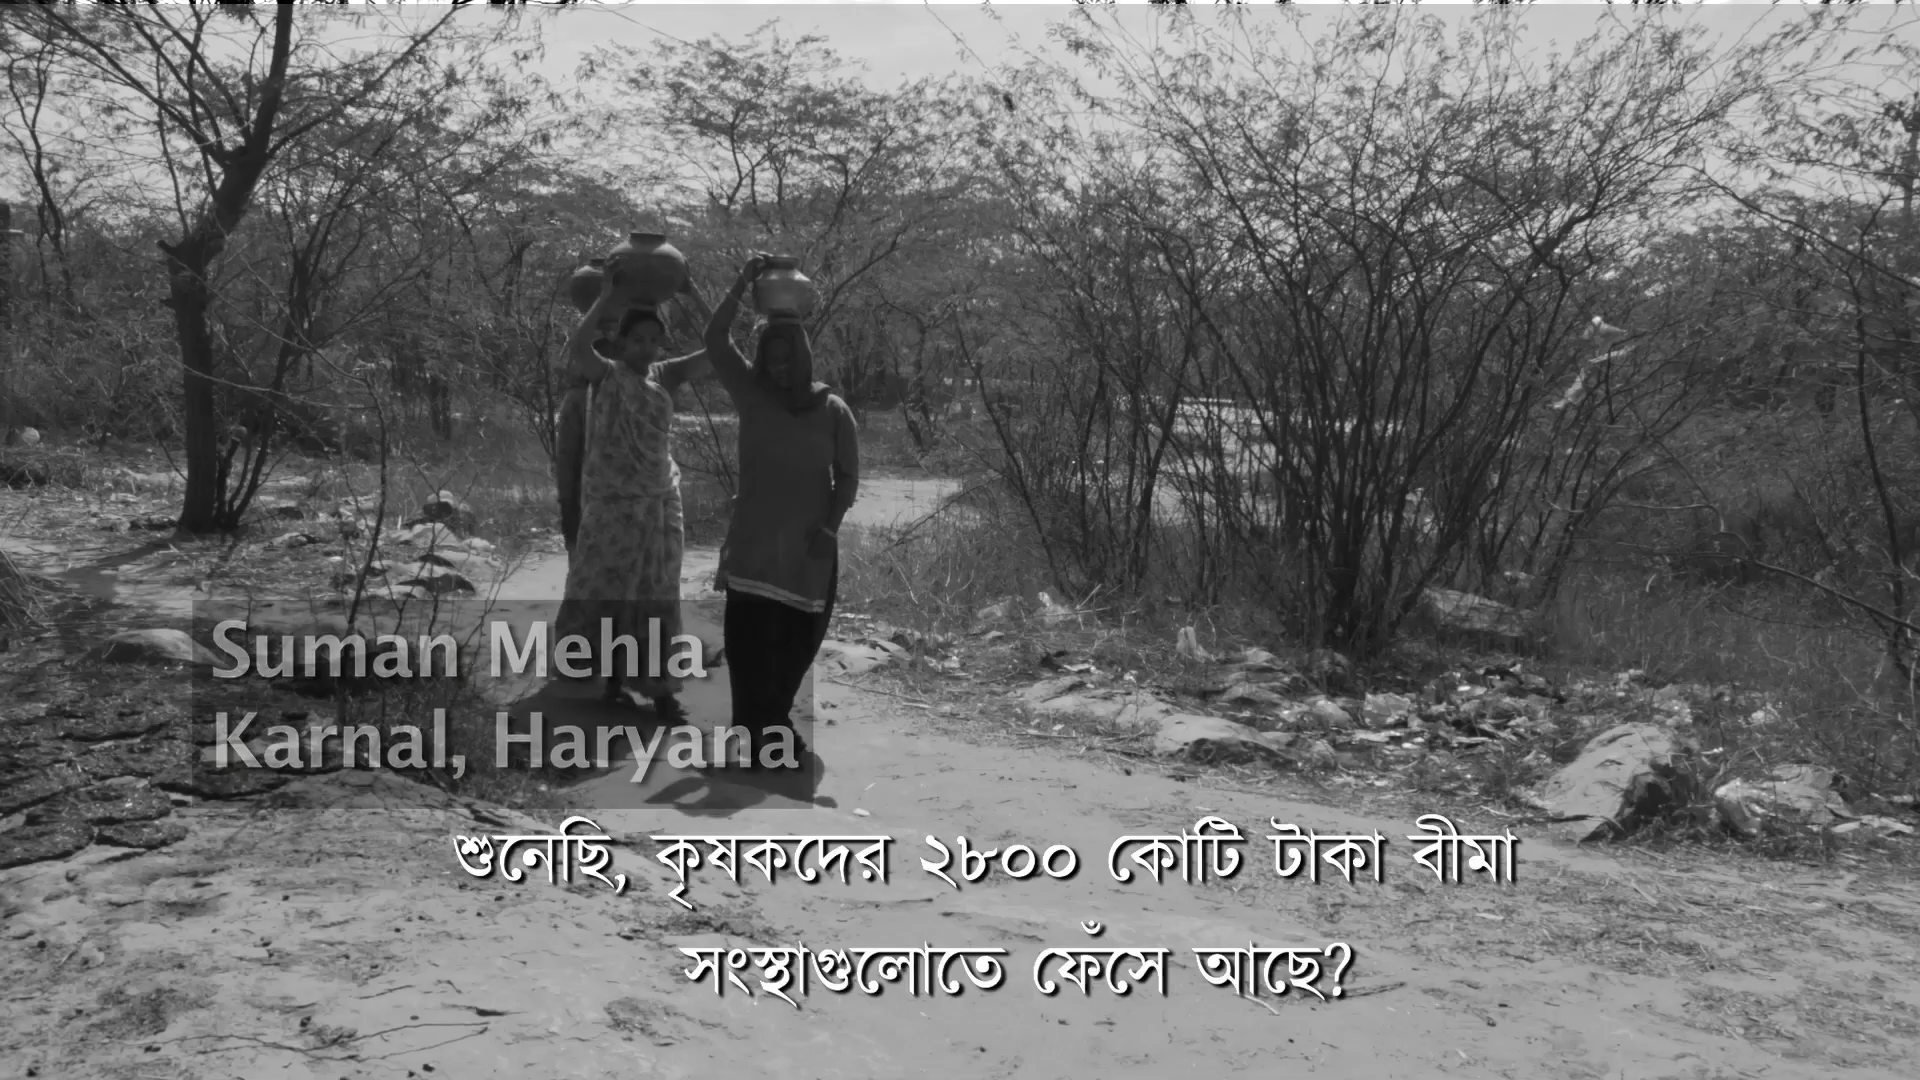 Suman Mehla
Karnal, Haryana
শুনেছি, কৃষকদের ২৮০০ কোটি টাকা বীমা
সংস্থাগুলোতে ফেঁসে আছে?